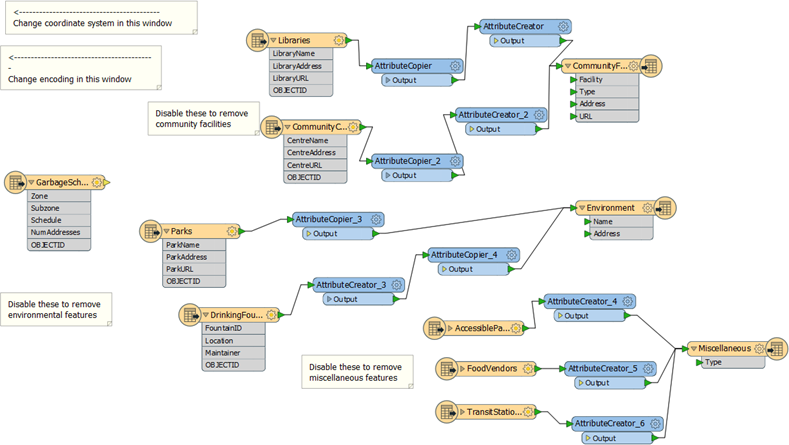 <----------------------------------------
Change coordinate system in this window
<---------------------------------------
-
Change encoding in this window
Libraries
LibraryName
LibraryAddress
LibraryURL
OBJECTID
AttributeCopier
Output
AttributeCreator
Output
CommunityF...
Facility
Type
Address
URL
Disable these to remove
community facilities
CommunityC...
CentreName
CentreAddress
CentreURL
OBJECTID
AttributeCopier_2
Output
AttributeCreator_2
Output
GarbageSch...
Zone
Subzone
Schedule
NumAddresses
OBJECTID
Parks
ParkName
ParkAddress
ParkURL
OBJECTID
AttributeCopier_3
Output
Environment
Name
Address
AttributeCopier_4
Output
AttributeCreator_3
Output
Disable these to remove
environmental features
DrinkingFou...
FountainID
Location
Maintainer
OBJECTID
Disable these to remove
miscellaneous features
AccessiblePa...
AttributeCreator_4
Output
FoodVendors
AttributeCreator_5
Output
TransitStatio...
AttributeCreator_6
Output
Miscellaneous
Type